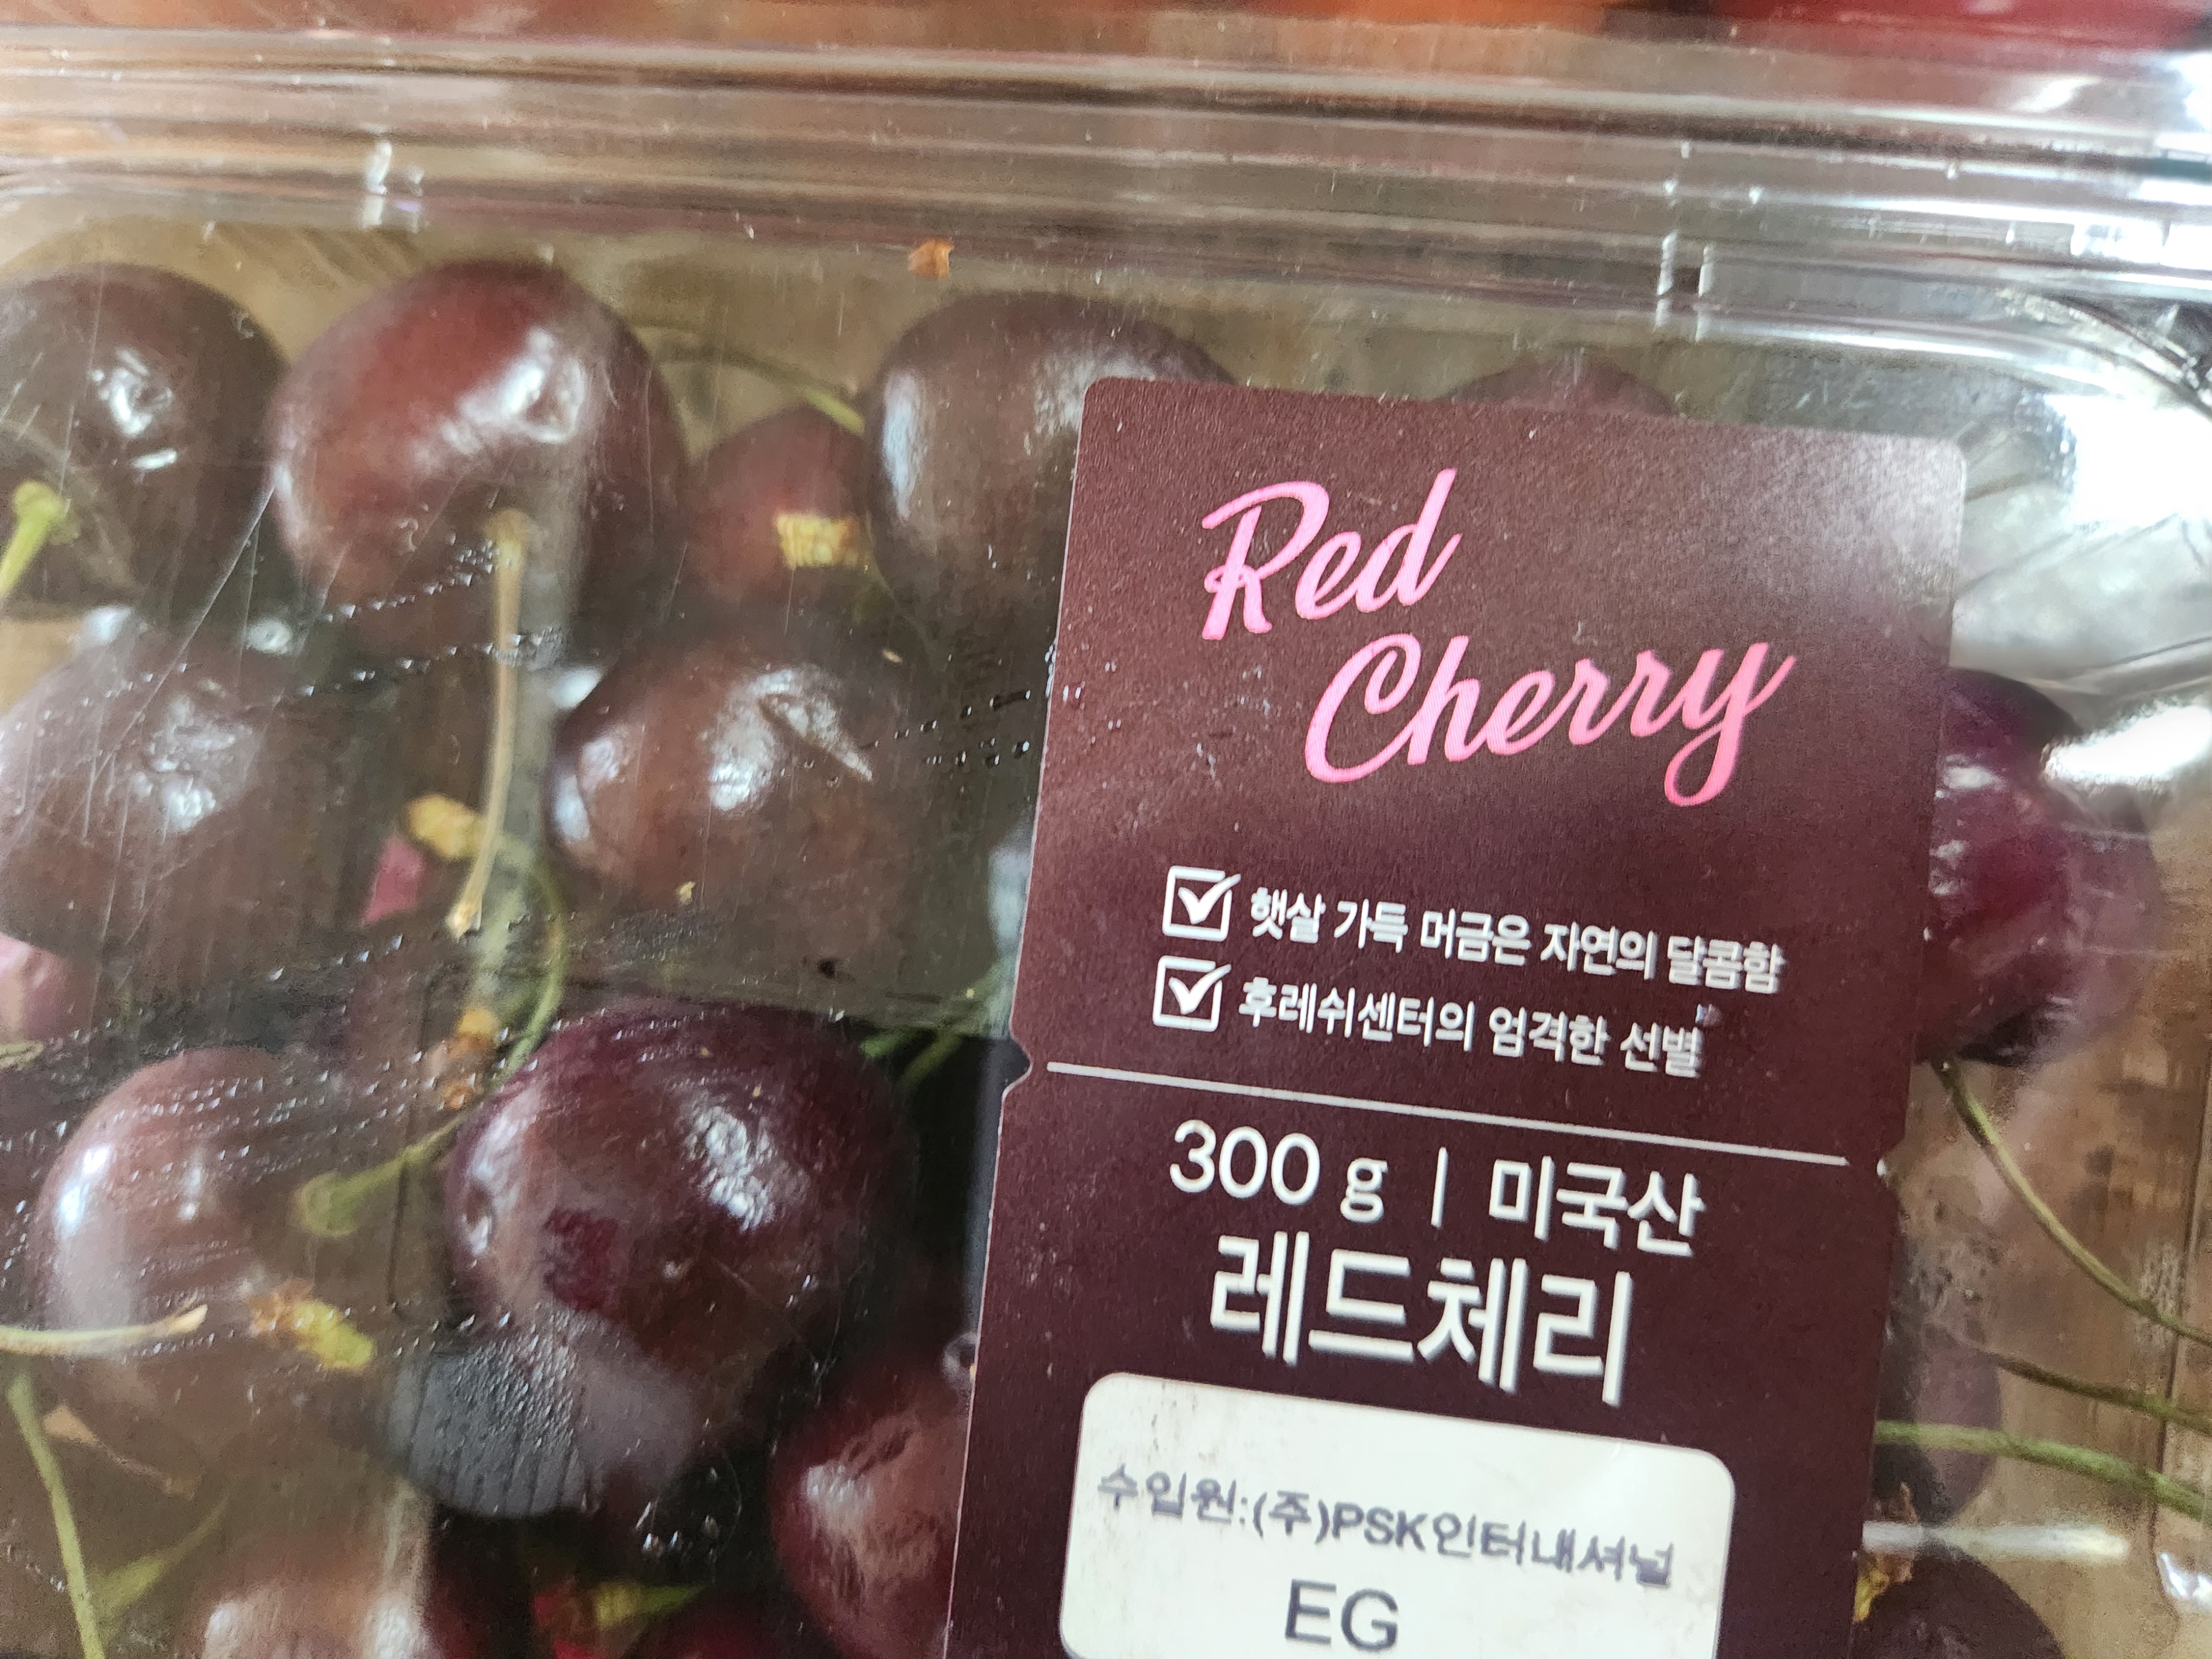 Red
Cherry
햇살 가득 머금은 자연의 달콤함
후레쉬센터의 엄격한 선별
300 g | 미국산
레드체리
수입원:(주)PSK인터내셔널
EG